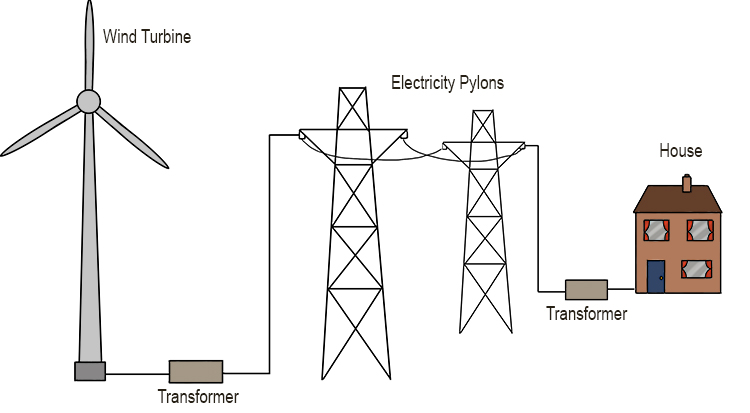 Wind Turbine
Electricity Pylons
House
Transformer
Transformer